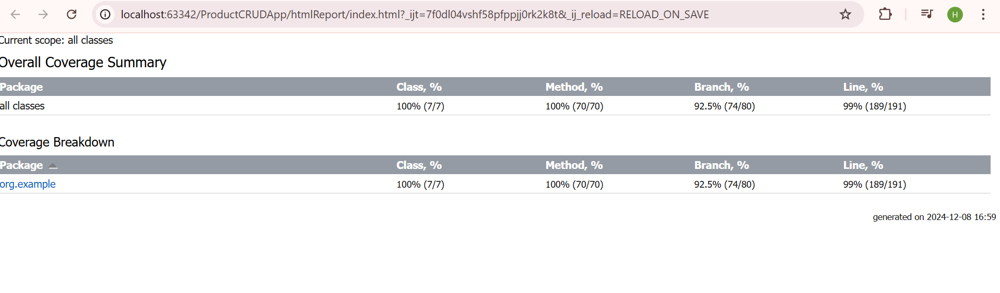 localhost:63342/ProductCRUDApp/htmlReport/index.html?_ijt=7f0dl04vshf58pfppjj0rk2k8t&_ij_reload=RELOAD_ON_SAVE
H
Current scope: all classes
Overall Coverage Summary
Package Class, % Method, % Branch, % Line, %
all classes 100% (7/7) 100% (70/70) 92.5% (74/80) 99% (189/191)
Coverage Breakdown
Package Class, % Method, % Branch, % Line, %
org.example 100% (7/7) 100% (70/70) 92.5% (74/80) 99% (189/191)
generated on 2024-12-08 16:59